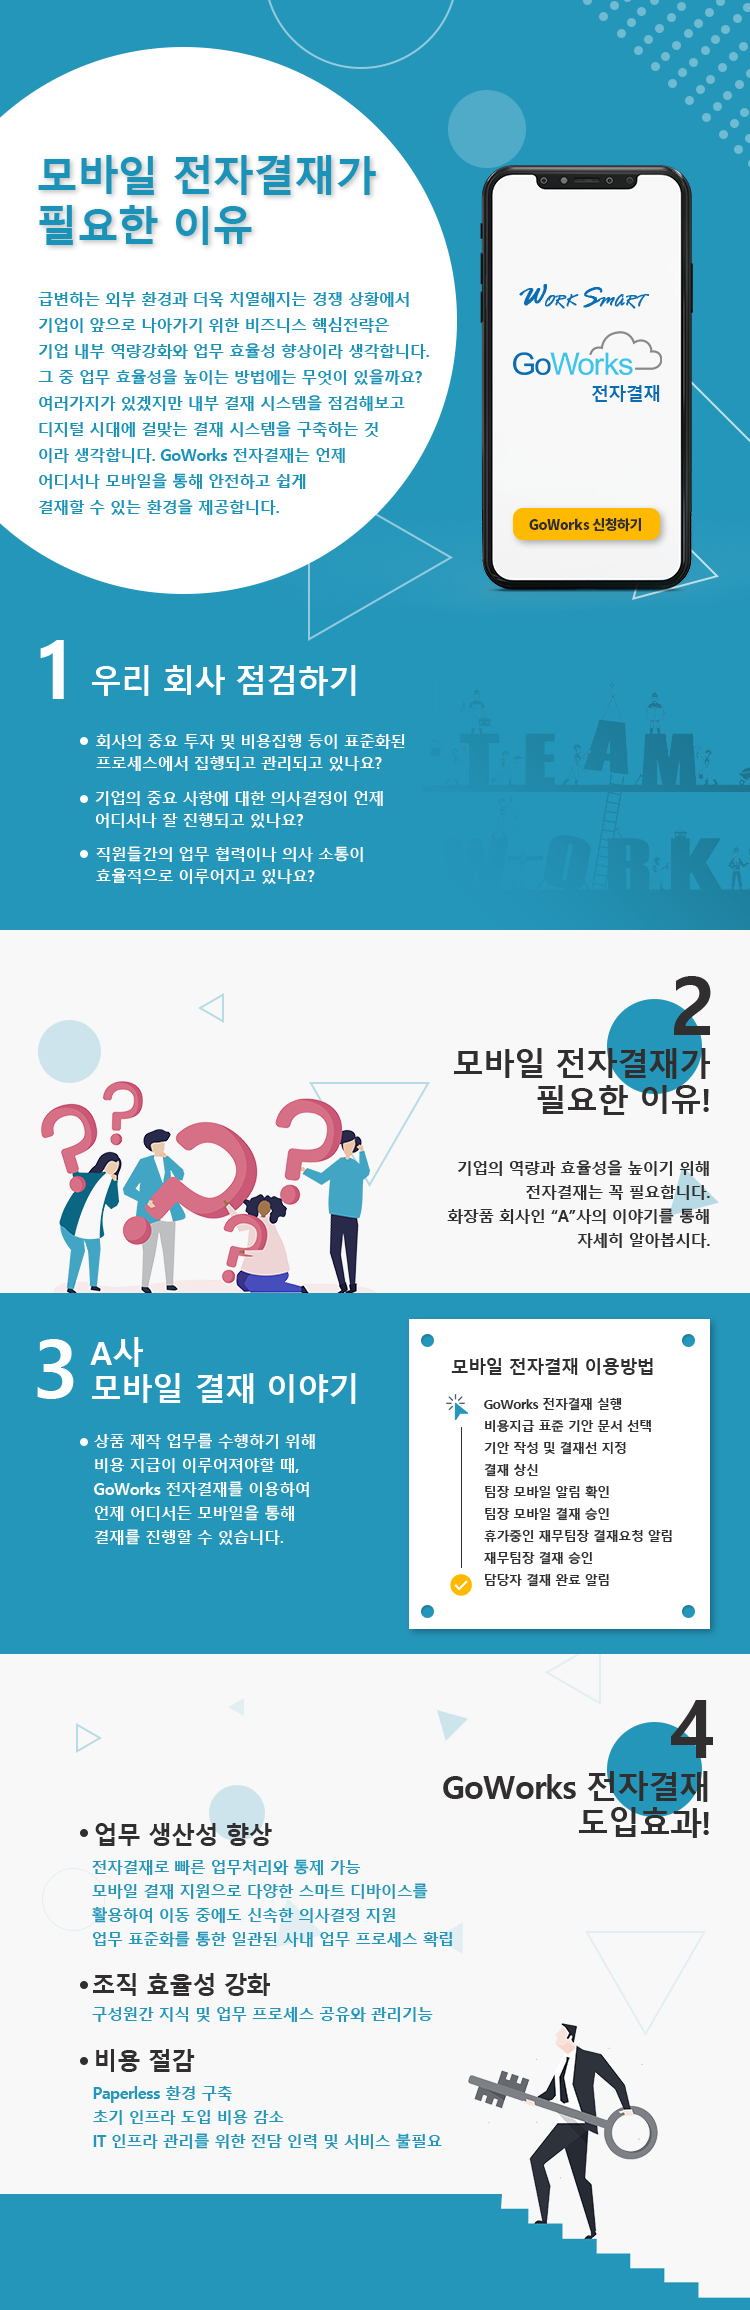 모바일 전자결재가
필요한 이유
급변하는 외부 환경과 더욱 치열해지는 경쟁 상황에서
기업이 앞으로 나아가기 위한 비즈니스 핵심전략은
기업 내부 역량강화와 업무 효율성 향상이라 생각합니다.
그 중 업무 효율성을 높이는 방법에는 무엇이 있을까요?
여러가지가 있겠지만 내부 결재 시스템을 점검해보고
디지털 시대에 걸맞는 결재 시스템을 구축하는 것
이라 생각합니다. GoWorks 전자결재는 언제
어디서나 모바일을 통해 안전하고 쉽게
결재할 수 있는 환경을 제공합니다.
WORK SMART
GoWorks
전자결재
GoWorks 신청하기
1 우리 회사 점검하기
● 회사의 중요 투자 및 비용집행 등이 표준화된
프로세스에서 집행되고 관리되고 있나요?
● 기업의 중요 사항에 대한 의사결정이 언제
어디서나 잘 진행되고 있나요?
● 직원들간의 업무 협력이나 의사 소통이
효율적으로 이루어지고 있나요?
TEAM
WORK
2
모바일 전자결재가
필요한 이유!
기업의 역량과 효율성을 높이기 위해
전자결재는 꼭 필요합니다.
화장품 회사인 “A”사의 이야기를 통해
자세히 알아봅시다.
3 A사
모바일 결재 이야기
● 상품 제작 업무를 수행하기 위해
비용 지급이 이루어져야할 때,
GoWorks 전자결재를 이용하여
언제 어디서든 모바일을 통해
결재를 진행할 수 있습니다.
모바일 전자결재 이용방법
GoWorks 전자결재 실행
비용지급 표준 기안 문서 선택
기안 작성 및 결재선 지정
결재 상신
팀장 모바일 알림 확인
팀장 모바일 결재 승인
휴가중인 재무팀장 결재요청 알림
재무팀장 결재 승인
담당자 결재 완료 알림
4
GoWorks 전자결재
도입효과!
● 업무 생산성 향상
전자결재로 빠른 업무처리와 통제 가능
모바일 결재 지원으로 다양한 스마트 디바이스를
활용하여 이동 중에도 신속한 의사결정 지원
업무 표준화를 통한 일관된 사내 업무 프로세스 확립
● 조직 효율성 강화
구성원간 지식 및 업무 프로세스 공유와 관리기능
● 비용 절감
Paperless 환경 구축
초기 인프라 도입 비용 감소
IT 인프라 관리를 위한 전담 인력 및 서비스 불필요